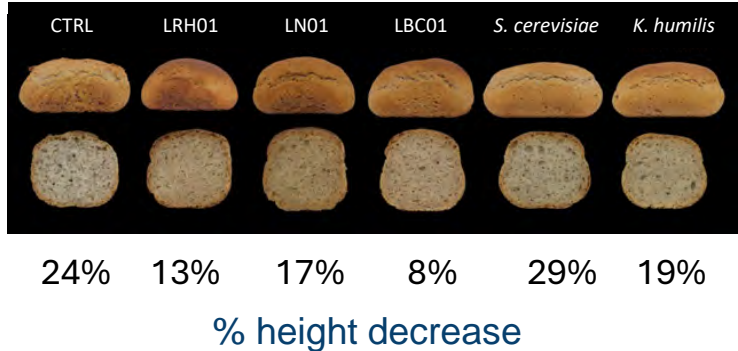 CTRL LRH01 LN01 LBC01 S. cerevisiae K. humilis
24% 13% 17% 8% 29% 19%
% height decrease